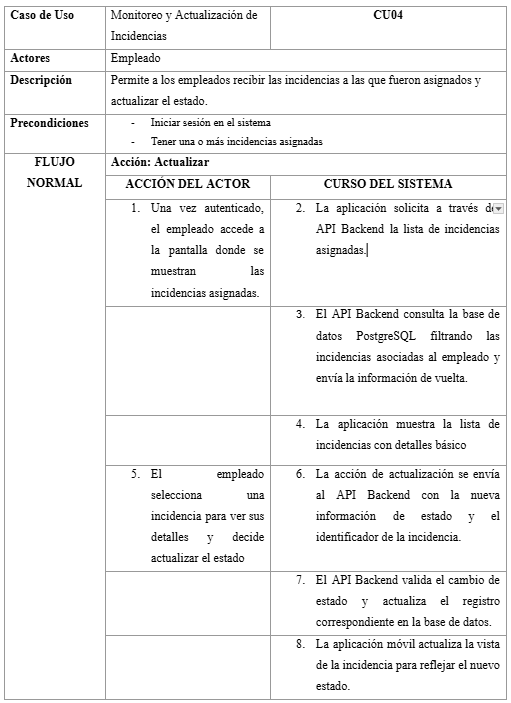 Caso de Uso
Monitoreo y Actualización de
Incidencias
CU04
Actores
Empleado
Descripción
Permite a los empleados recibir las incidencias a las que fueron asignados y
actualizar el estado.
Precondiciones
- Iniciar sesión en el sistema
- Tener una o más incidencias asignadas
FLUJO
NORMAL
Acción: Actualizar
ACCIÓN DEL ACTOR
CURSO DEL SISTEMA
1. Una vez autenticado,
el empleado accede a
la pantalla donde se
muestran las
incidencias asignadas.
2. La aplicación solicita a través
API Backend la lista de incidencias
asignadas.
3. El API Backend consulta la base de
datos PostgreSQL filtrando las
incidencias asociadas al empleado y
envía la información de vuelta.
4. La aplicación muestra la lista de
incidencias con detalles básico
5. El empleado
selecciona una
incidencia para ver sus
detalles y decide
actualizar el estado
6. La acción de actualización se envía
al API Backend con la nueva
información de estado y el
identificador de la incidencia.
7. El API Backend valida el cambio de
estado y actualiza el registro
correspondiente en la base de datos.
8. La aplicación móvil actualiza la vista
de la incidencia para reflejar el nuevo
estado.